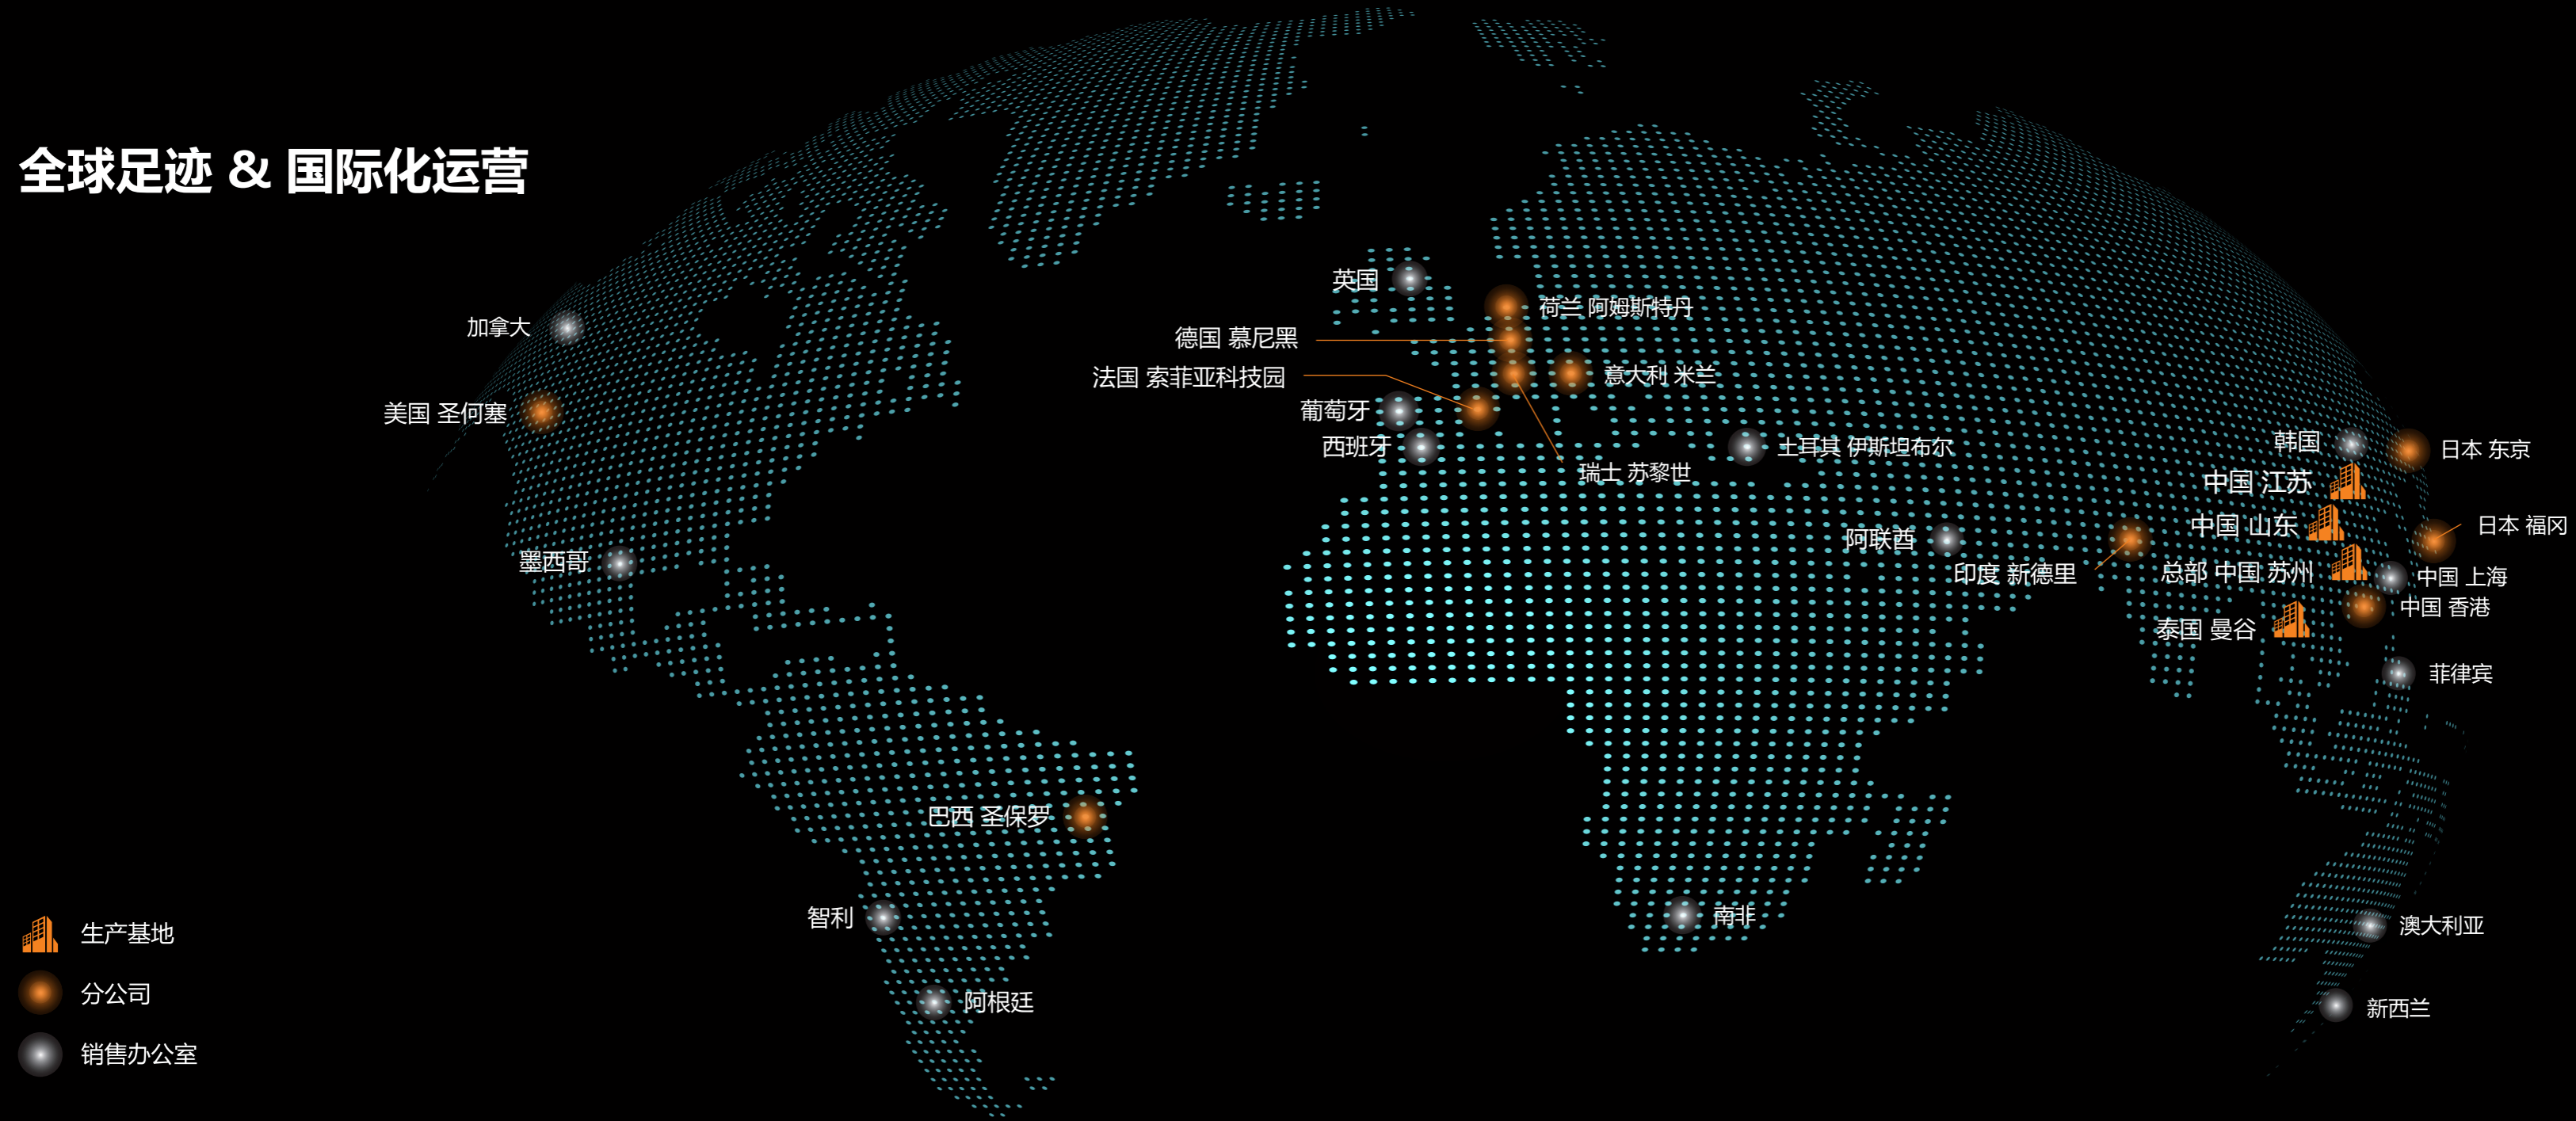 全球足迹 & 国际化运营
英国
荷兰 阿姆斯特丹
加拿大
德国 慕尼黑
法国 索菲亚科技园
意大利 米兰
美国 圣何塞
葡萄牙
西班牙
土耳其 伊斯坦布尔
韩国
日本 东京
瑞士 苏黎世
中国 江苏
中国 山东
日本 福冈
阿联酋
墨西哥
印度 新德里
总部 中国 苏州
中国 上海
中国 香港
泰国 曼谷
菲律宾
巴西 圣保罗
智利
南非
澳大利亚
阿根廷
新西兰
生产基地
分公司
销售办公室